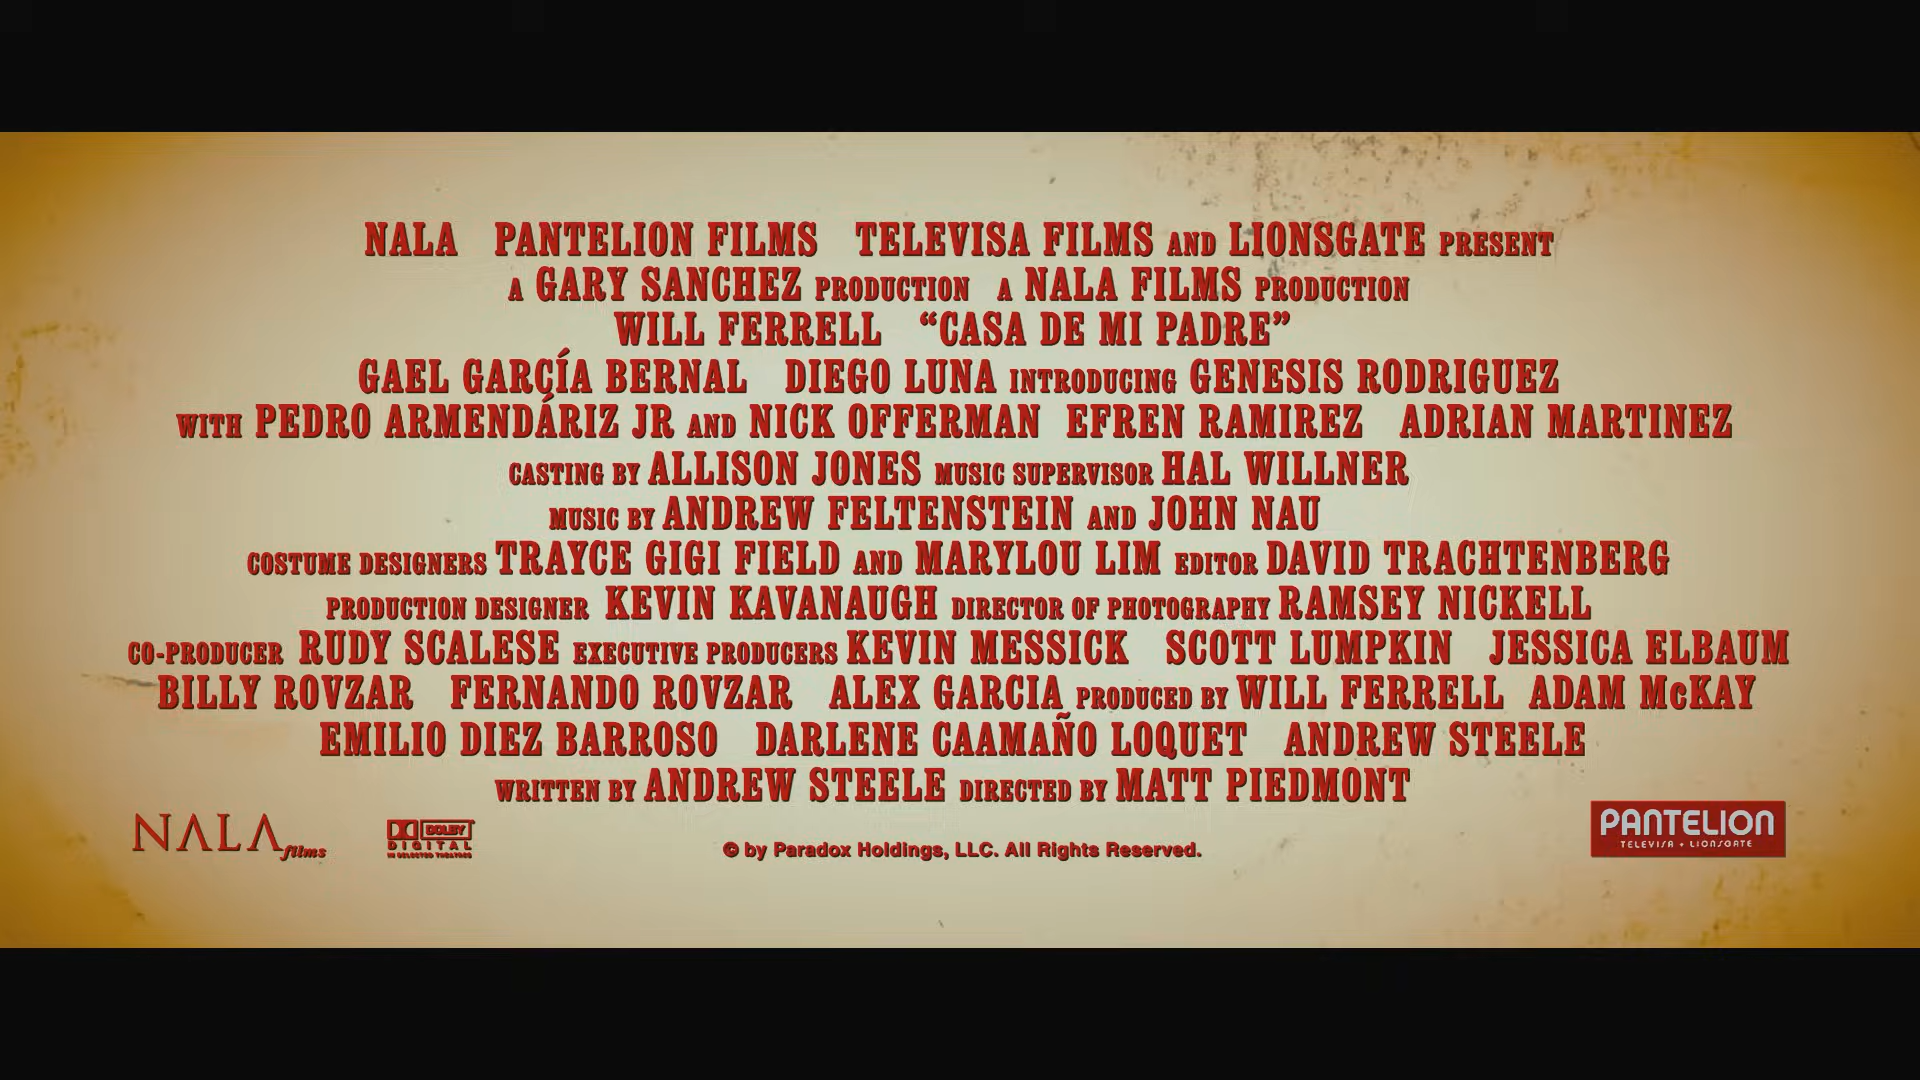 NALA PANTELION FILMS TELEVISA FILMS AND LIONSGATE PRESENT
A GARY SANCHEZ PRODUCTION A NALA FILMS PRODUCTION
WILL FERRELL “CASA DE MI PADRE”
GAEL GARCÍA BERNAL DIEGO LUNA INTRODUCING GENESIS RODRIGUEZ
WITH PEDRO ARMENDÁRIZ JR AND NICK OFFERMAN EFREN RAMIREZ ADRIAN MARTINEZ
CASTING BY ALLISON JONES MUSIC SUPERVISOR HAL WILLNER
MUSIC BY ANDREW FELTENSTEIN AND JOHN NAU
COSTUME DESIGNERS TRAYCE GIGI FIELD AND MARYLOU LIM EDITOR DAVID TRACHTENBERG
PRODUCTION DESIGNER KEVIN KAVANAUGH DIRECTOR OF PHOTOGRAPHY RAMSEY NICKELL
CO-PRODUCER RUDY SCALESE EXECUTIVE PRODUCERS KEVIN MESSICK SCOTT LUMPKIN JESSICA ELBAUM
BILLY ROVZAR FERNANDO ROVZAR ALEX GARCIA PRODUCED BY WILL FERRELL ADAM McKAY
EMILIO DIEZ BARROSO DARLENE CAAMAÑO LOQUET ANDREW STEELE
WRITTEN BY ANDREW STEELE DIRECTED BY MATT PIEDMONT
NALA films
DOLBY
DIGITAL
IN SELECTED THEATRES
© by Paradox Holdings, LLC. All Rights Reserved.
PANTELION
TELEVISA + LIONSGATE